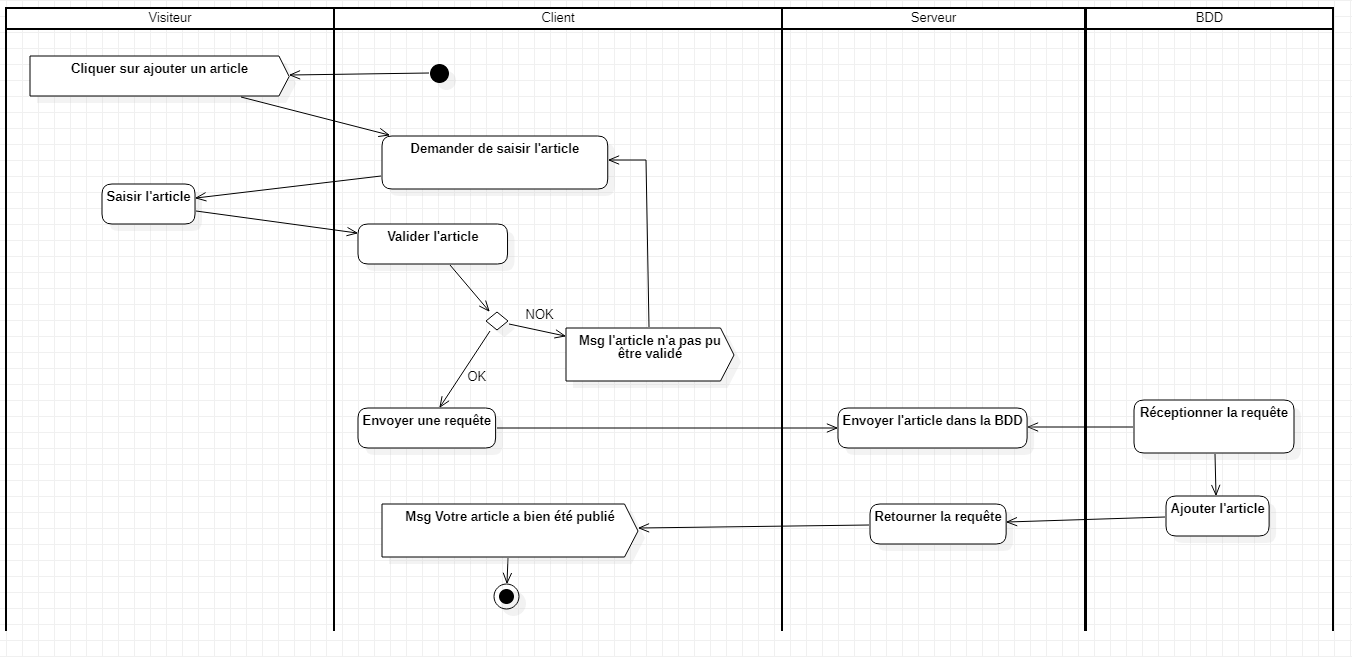 Visiteur
Client
Serveur
BDD
Cliquer sur ajouter un article
Demander de saisir l'article
Saisir l'article
Valider l'article
NOK
Msg l'article n'a pas pu
être validé
OK
Envoyer une requête
Envoyer l'article dans la BDD
Réceptionner la requête
Msg Votre article a bien été publié
Retourner la requête
Ajouter l'article